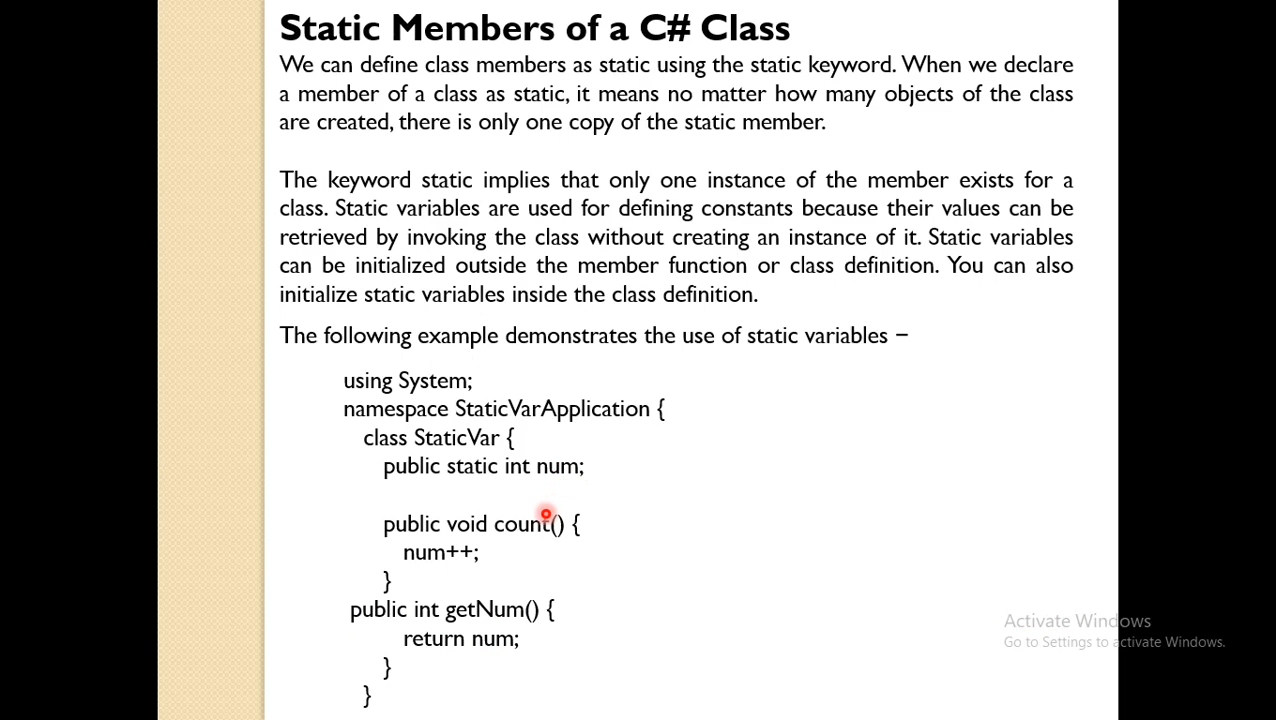 Static Members of a C# Class
We can define class members as static using the static keyword. When we declare
a member of a class as static, it means no matter how many objects of the class
are created, there is only one copy of the static member.
The keyword static implies that only one instance of the member exists for a
class. Static variables are used for defining constants because their values can be
retrieved by invoking the class without creating an instance of it. Static variables
can be initialized outside the member function or class definition. You can also
initialize static variables inside the class definition.
The following example demonstrates the use of static variables −
using System;
namespace StaticVarApplication {
class StaticVar {
public static int num;
public void count() {
num++;
}
public int getNum() {
return num;
}
}
Activate Windows
Go to Settings to activate Windows.